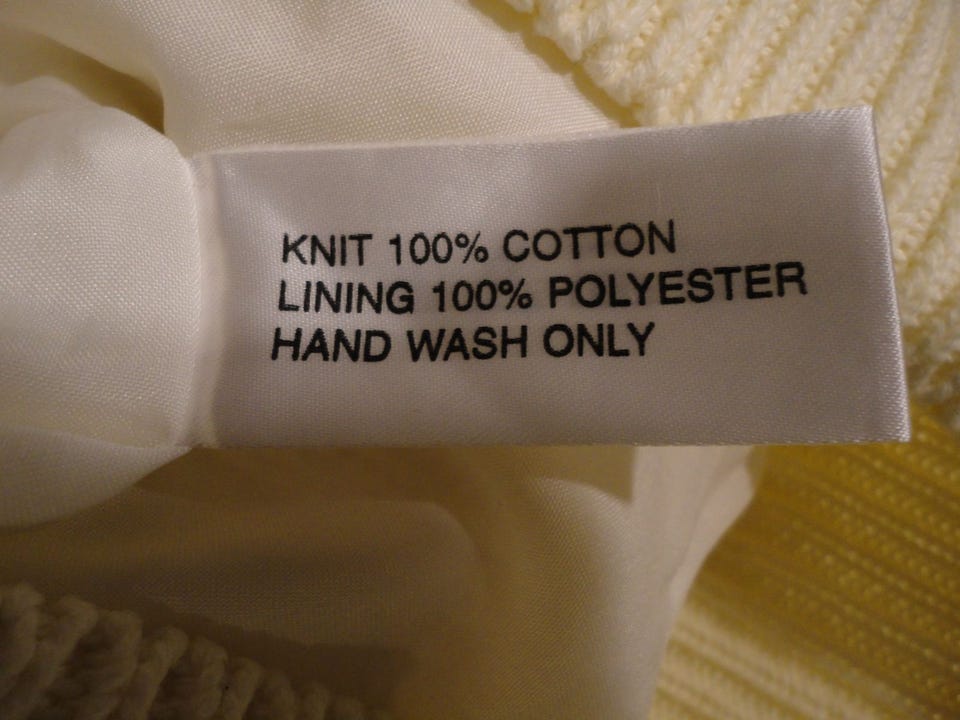 KNIT 100% COTTON
LINING 100% POLYESTER
HAND WASH ONLY